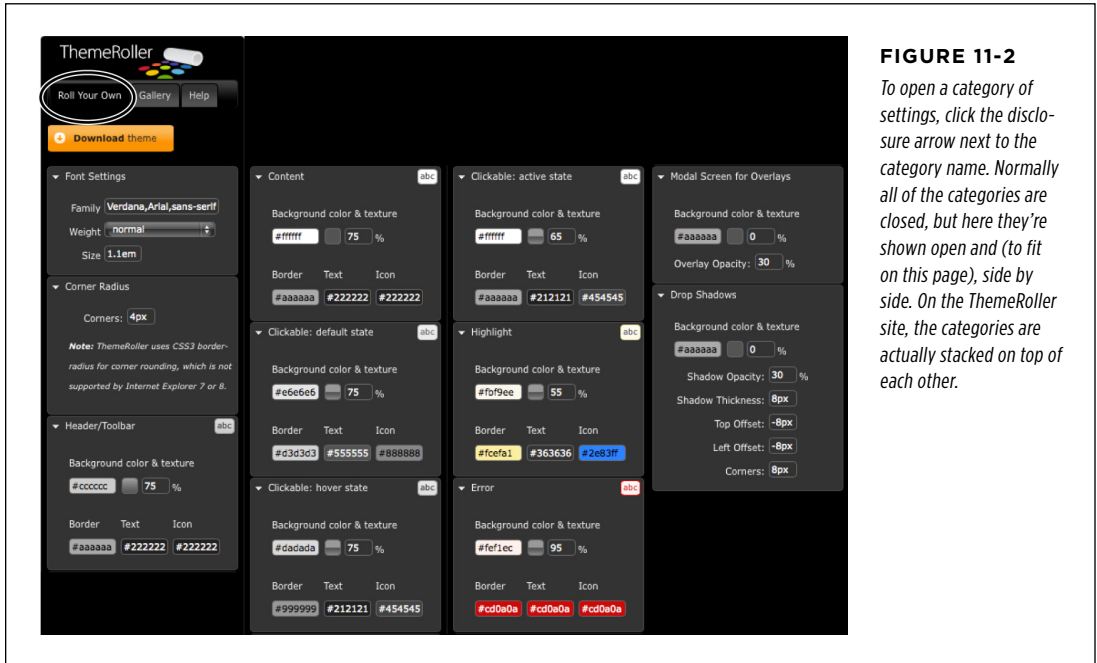 ThemeRoller
Roll Your Own Gallery Help
Download theme
Font Settings
Family Verdana,Arial,sans-serif
Weight normal
Size 1.1em
Corner Radius
Corners: 4px
Note: ThemeRoller uses CSS3 border-
radius for corner rounding, which is not
supported by Internet Explorer 7 or 8.
Header/Toolbar abc
Background color & texture
#cccccc 75 %
Border Text Icon
#aaaaaa #222222 #222222
Content abc
Background color & texture
#ffffff 75 %
Border Text Icon
#aaaaaa #222222 #222222
Clickable: default state abc
Background color & texture
#e6e6e6 75 %
Border Text Icon
#d3d3d3 #555555 #888888
Clickable: hover state abc
Background color & texture
#dadada 75 %
Border Text Icon
#999999 #212121 #454545
Clickable: active state abc
Background color & texture
#ffffff 65 %
Border Text Icon
#aaaaaa #212121 #454545
Highlight abc
Background color & texture
#fbf9ee 55 %
Border Text Icon
#fcefa1 #363636 #2e83ff
Error abc
Background color & texture
#fef1ec 95 %
Border Text Icon
#cd0a0a #cd0a0a #cd0a0a
Modal Screen for Overlays
Background color & texture
#aaaaaa 0 %
Overlay Opacity: 30 %
Drop Shadows
Background color & texture
#aaaaaa 0 %
Shadow Opacity: 30 %
Shadow Thickness: 8px
Top Offset: -8px
Left Offset: -8px
Corners: 8px
FIGURE 11-2
To open a category of
settings, click the disclo-
sure arrow next to the
category name. Normally
all of the categories are
closed, but here they're
shown open and (to fit
on this page), side by
side. On the ThemeRoller
site, the categories are
actually stacked on top of
each other.